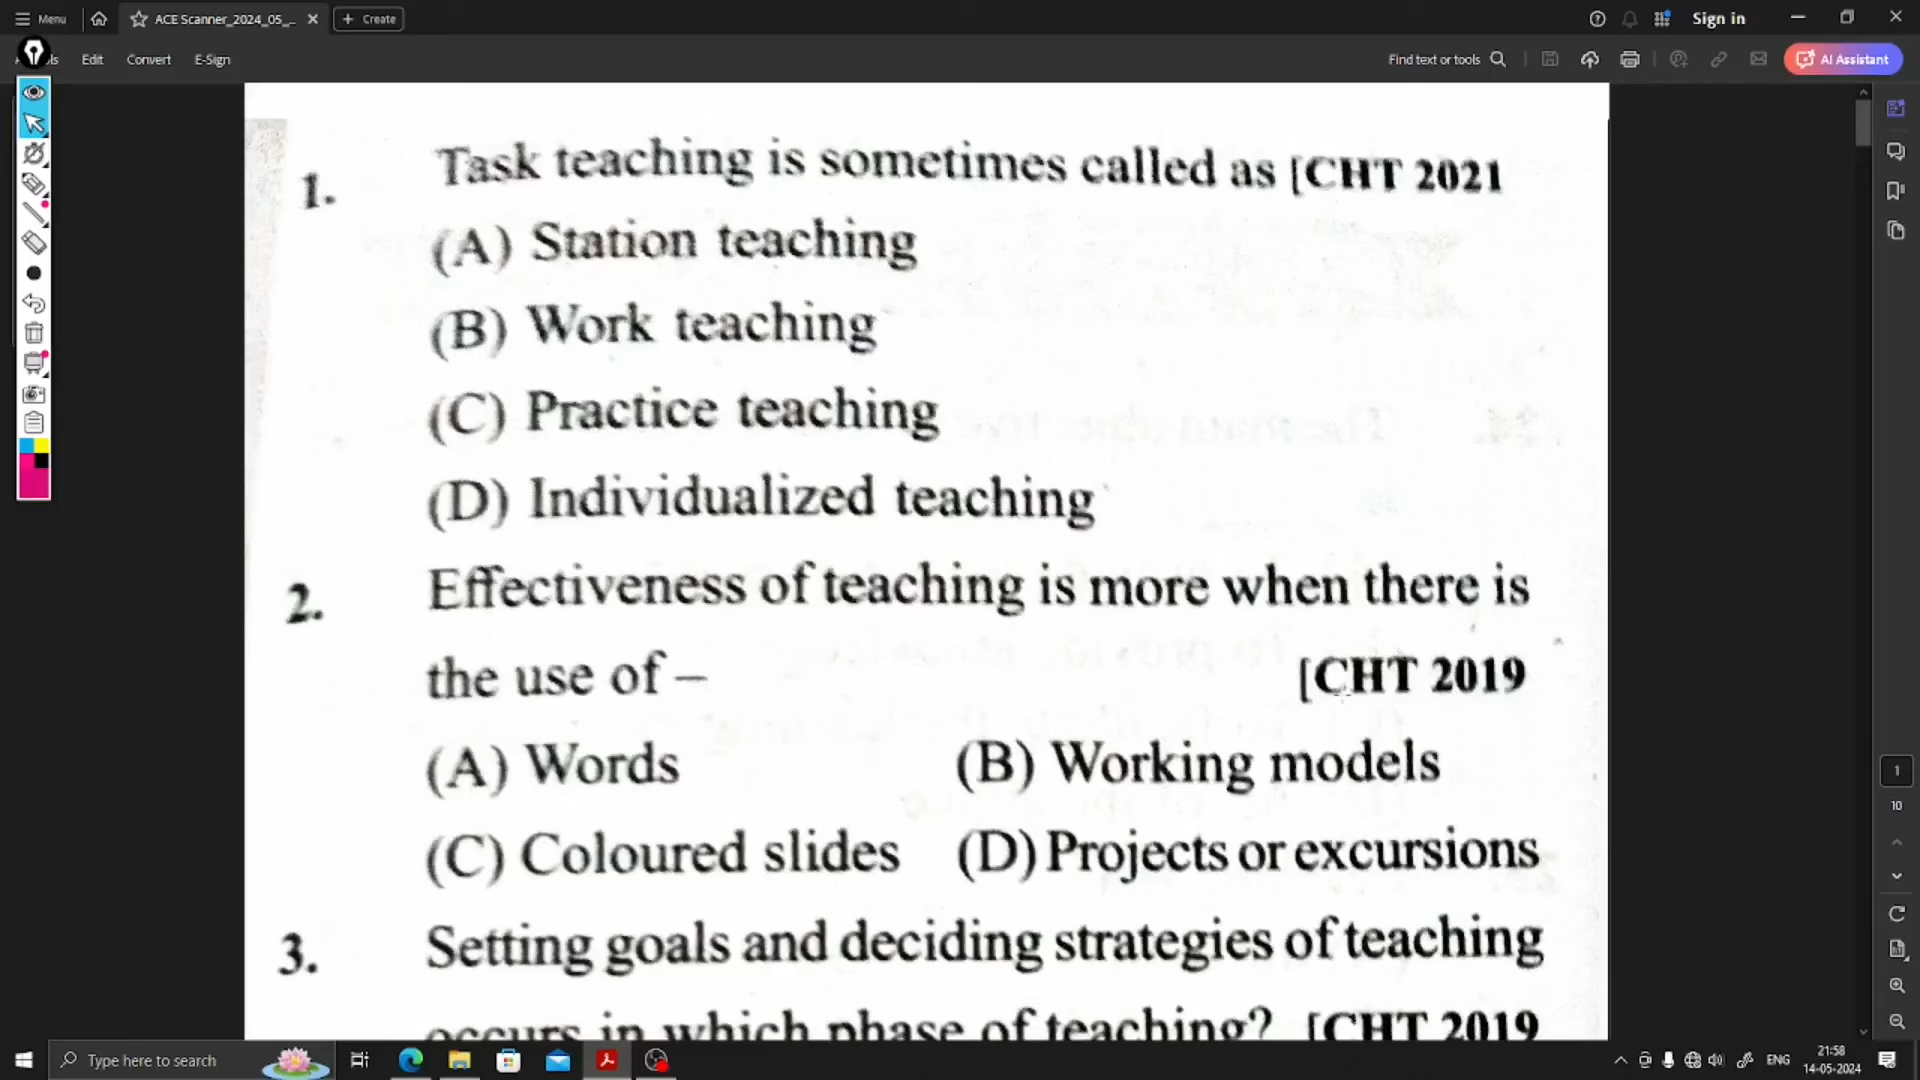 Menu
ACE Scanner_2024_05_...
Create
Sign in
Edit
Convert
E-Sign
Find text or tools
AI Assistant
1. Task teaching is sometimes called as [CHT 2021
(A) Station teaching
(B) Work teaching
(C) Practice teaching
(D) Individualized teaching
2. Effectiveness of teaching is more when there is
the use of – [CHT 2019
(A) Words (B) Working models
(C) Coloured slides (D) Projects or excursions
3. Setting goals and deciding strategies of teaching
occurs in which phase of teaching? [CHT 2019
1
10
Type here to search
ENG
21:58
14-05-2024